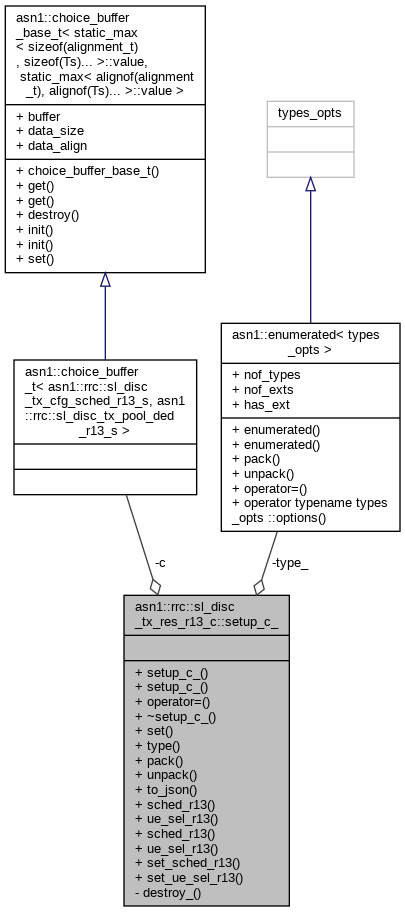 asn1::choice_buffer
_base_t< static_max
< sizeof(alignment_t)
, sizeof(Ts)... >::value,
static_max< alignof(alignment
_t), alignof(Ts)... >::value >
+ buffer
+ data_size
+ data_align
+ choice_buffer_base_t()
+ get()
+ get()
+ destroy()
+ init()
+ init()
+ set()
types_opts
asn1::choice_buffer
_t< asn1::rrc::sl_disc
_tx_cfg_sched_r13_s, asn1
::rrc::sl_disc_tx_pool_ded
_r13_s >
asn1::enumerated< types
_opts >
+ nof_types
+ nof_exts
+ has_ext
+ enumerated()
+ enumerated()
+ pack()
+ unpack()
+ operator=()
+ operator typename types
_opts ::options()
-c
-type_
asn1::rrc::sl_disc
_tx_res_r13_c::setup_c_
+ setup_c_()
+ setup_c_()
+ operator=()
+ ~setup_c_()
+ set()
+ type()
+ pack()
+ unpack()
+ to_json()
+ sched_r13()
+ ue_sel_r13()
+ sched_r13()
+ ue_sel_r13()
+ set_sched_r13()
+ set_ue_sel_r13()
- destroy_()